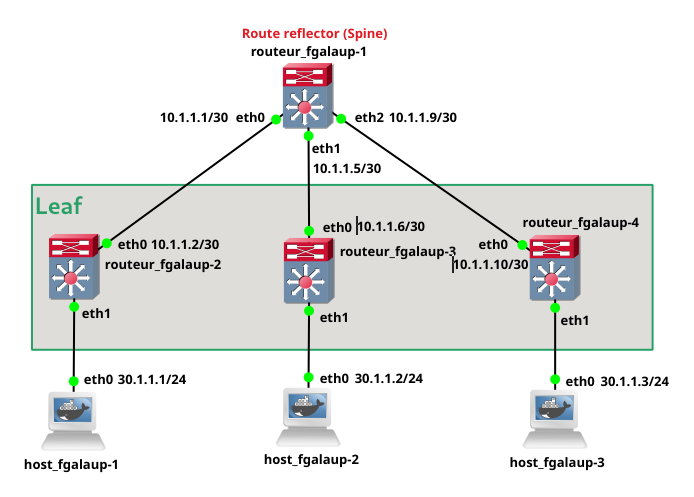 Route reflector (Spine)
routeur_fgalaup-1
10.1.1.1/30 eth0
eth2 10.1.1.9/30
eth1
10.1.1.5/30
Leaf
routeur_fgalaup-4
eth0 10.1.1.6/30
eth0 10.1.1.2/30
eth0
routeur_fgalaup-3
routeur_fgalaup-2
10.1.1.10/30
eth1
eth1
eth1
eth0 30.1.1.1/24
eth0 30.1.1.2/24
eth0 30.1.1.3/24
host_fgalaup-1
host_fgalaup-2
host_fgalaup-3